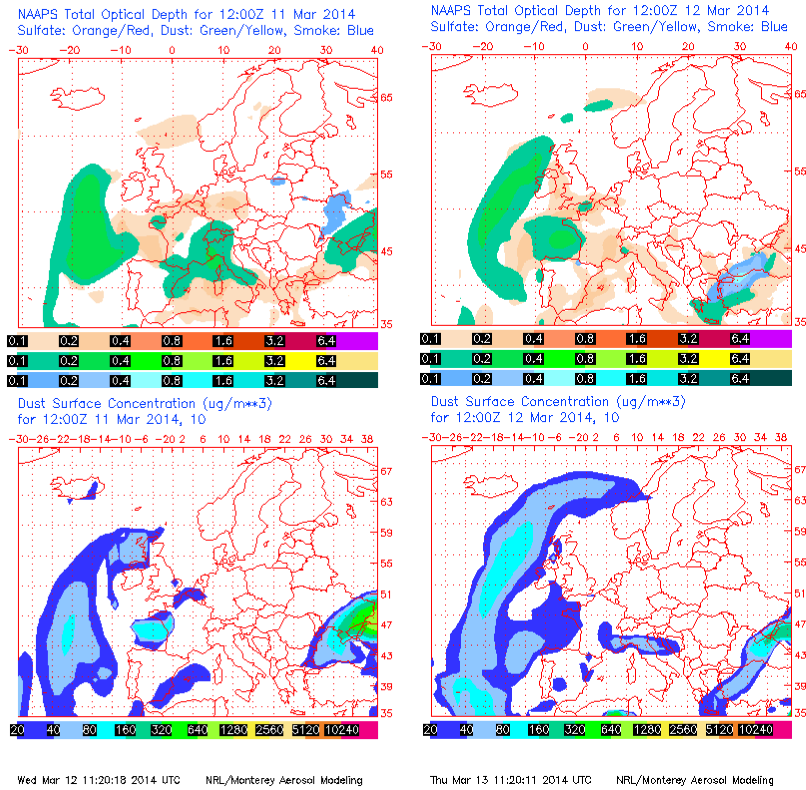 NAAPS Total Optical Depth for 12:00Z 11 Mar 2014
Sulfate: Orange/Red, Dust: Green/Yellow, Smoke: Blue
-30 -20 -10 0 10 20 30 40
65
55
45
35
0.1 0.2 0.4 0.8 1.6 3.2 6.4
0.1 0.2 0.4 0.8 1.6 3.2 6.4
0.1 0.2 0.4 0.8 1.6 3.2 6.4
NAAPS Total Optical Depth for 12:00Z 12 Mar 2014
Sulfate: Orange/Red, Dust: Green/Yellow, Smoke: Blue
-30 -20 -10 0 10 20 30 40
65
55
45
35
0.1 0.2 0.4 0.8 1.6 3.2 6.4
0.1 0.2 0.4 0.8 1.6 3.2 6.4
0.1 0.2 0.4 0.8 1.6 3.2 6.4
Dust Surface Concentration (ug/m**3)
for 12:00Z 11 Mar 2014, 10
-30-26-22-18-14-10 -6 -2 2 6 10 14 18 22 26 30 34 38
67
63
59
55
51
47
43
39
35
20 40 80 160 320 640 1280 2560 5120 10240
Wed Mar 12 11:20:18 2014 UTC NRL/Monterey Aerosol Modeling
Dust Surface Concentration (ug/m**3)
for 12:00Z 12 Mar 2014, 10
-30-26-22-18-14-10 -6 -2 2 6 10 14 18 22 26 30 34 38
67
63
59
55
51
47
43
39
35
20 40 80 160 320 640 1280 2560 5120 10240
Thu Mar 13 11:20:11 2014 UTC NRL/Monterey Aerosol Modeling